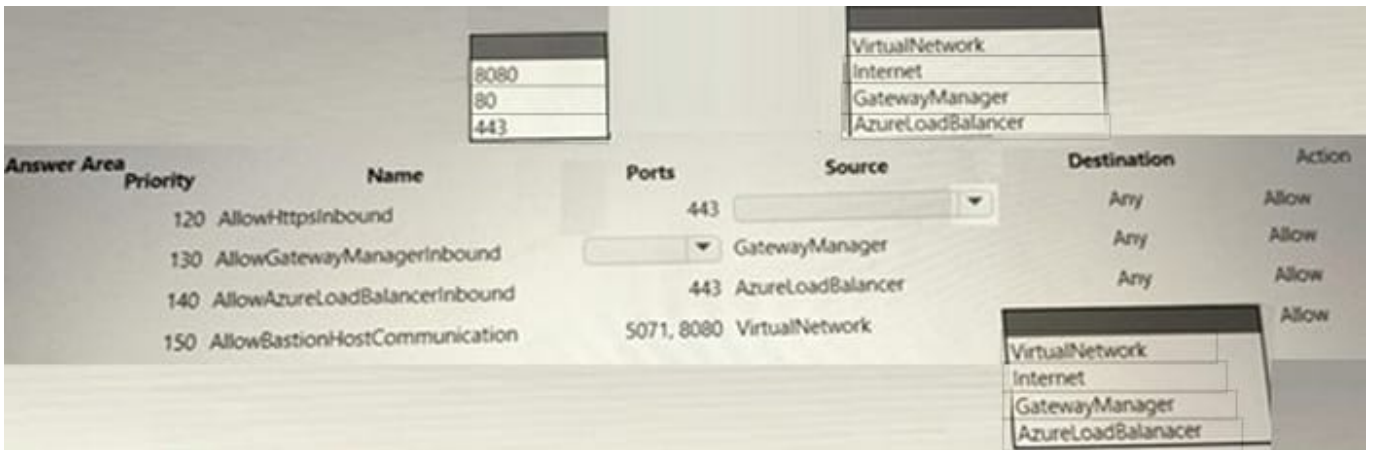 8080
80
443
VirtualNetwork
Internet
GatewayManager
AzureLoadBalancer
Answer Area
Priority Name Ports Source Destination Action
120 AllowHttpsInbound 443 Any Allow
130 AllowGatewayManagerInbound GatewayManager Any Allow
140 AllowAzureLoadBalancerInbound 443 AzureLoadBalancer Any Allow
150 AllowBastionHostCommunication 5071, 8080 VirtualNetwork Allow
VirtualNetwork
Internet
GatewayManager
AzureLoadBalanacer